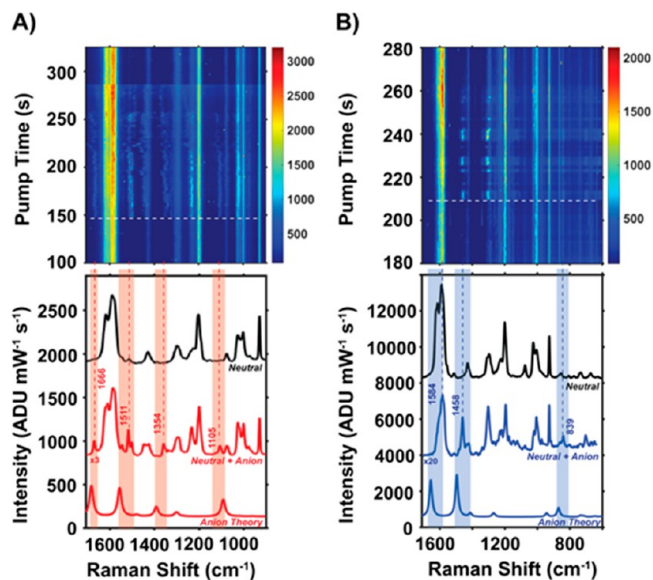 A)
B)
Pump Time (s)
300
250
200
150
100
3000
2500
2000
1500
1000
500
Pump Time (s)
280
260
240
220
200
180
2000
1500
1000
500
Intensity (ADU mW⁻¹ s⁻¹)
2500
2000
1500
1000
500
0
Neutral
1666
1511
1354
1105
x3
Neutral + Anion
Anion Theory
1600 1400 1200 1000
Raman Shift (cm⁻¹)
Intensity (ADU mW⁻¹ s⁻¹)
12000
10000
8000
6000
4000
2000
0
Neutral
1584
1458
839
x20
Neutral + Anion
Anion Theory
1600 1400 1200 1000 800
Raman Shift (cm⁻¹)